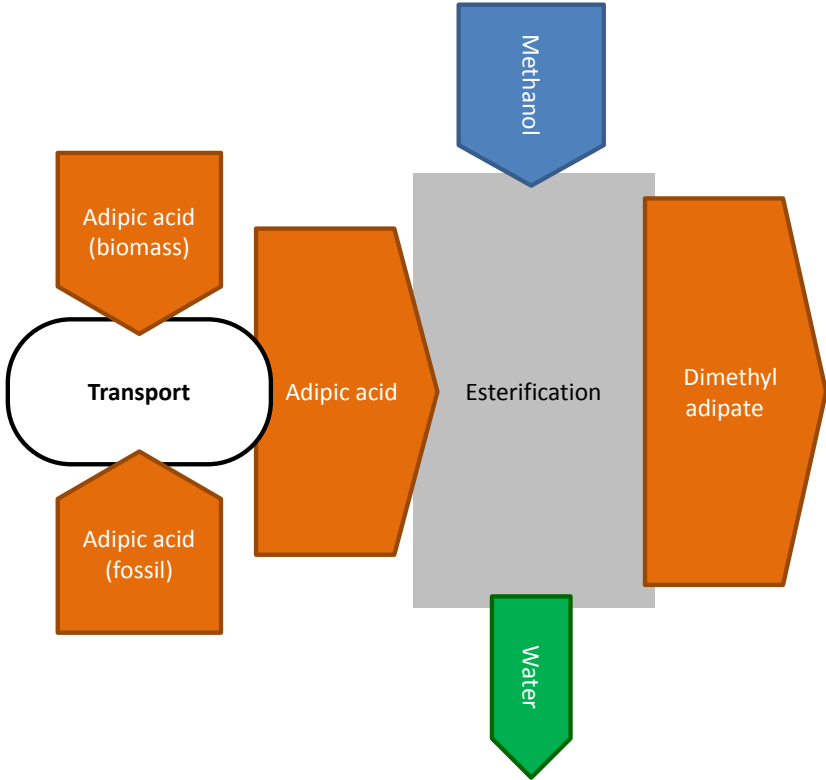 Methanol
Adipic acid
(biomass)
Transport
Adipic acid
Esterification
Dimethyl
adipate
Adipic acid
(fossil)
Water